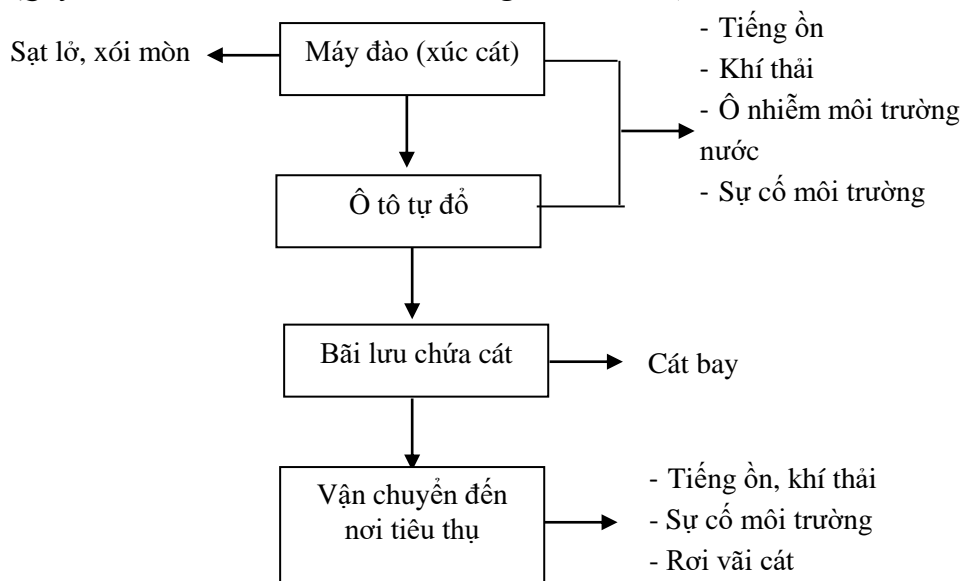 - Tiếng ồn
Sạt lở, xói mòn
Máy đào (xúc cát)
- Khí thải
- Ô nhiễm môi trường
nước
- Sự cố môi trường
Ô tô tự đổ
Bãi lưu chứa cát
Cát bay
Vận chuyển đến
nơi tiêu thụ
- Tiếng ồn, khí thải
- Sự cố môi trường
- Rơi vãi cát